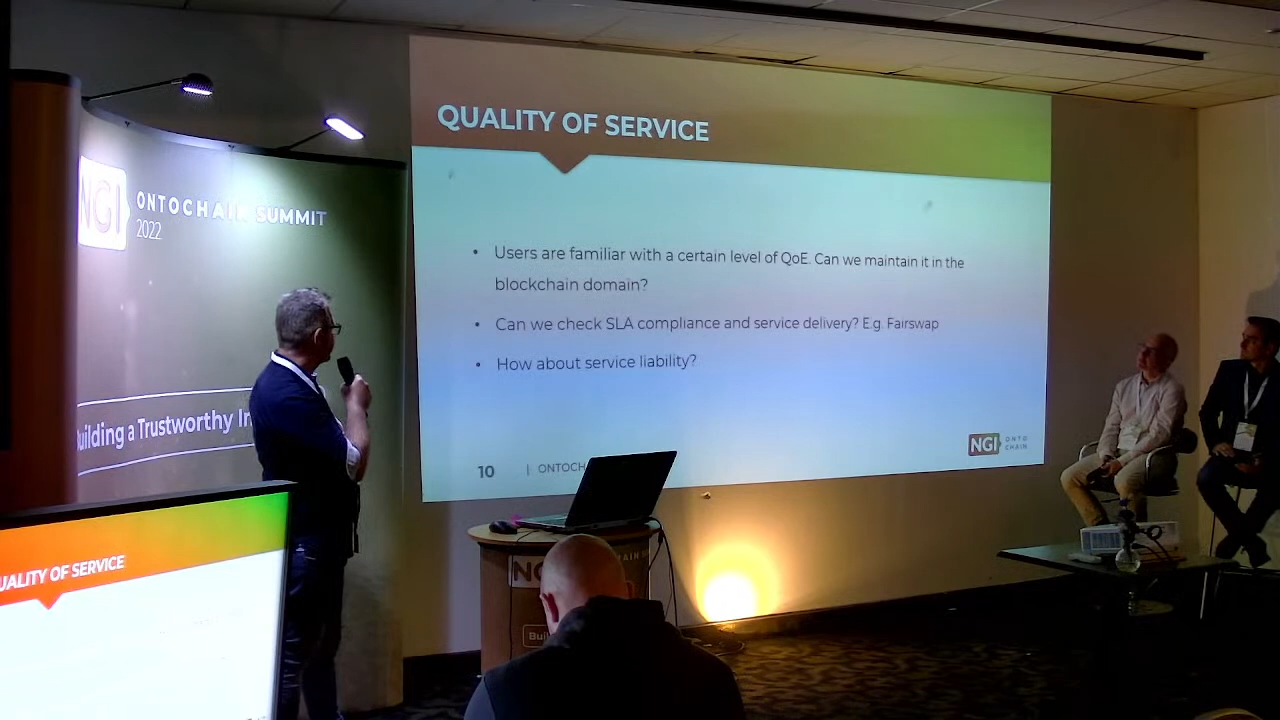 QUALITY OF SERVICE
NGI
ONTOCHAIN SUMMIT
2022
• Users are familiar with a certain level of QoE. Can we maintain it in the
blockchain domain?
• Can we check SLA compliance and service delivery? E.g. Fairswap
• How about service liability?
uilding a Trustworthy In
NGI ONTO
CHAIN
10 | ONTOCH
UALITY OF SERVICE